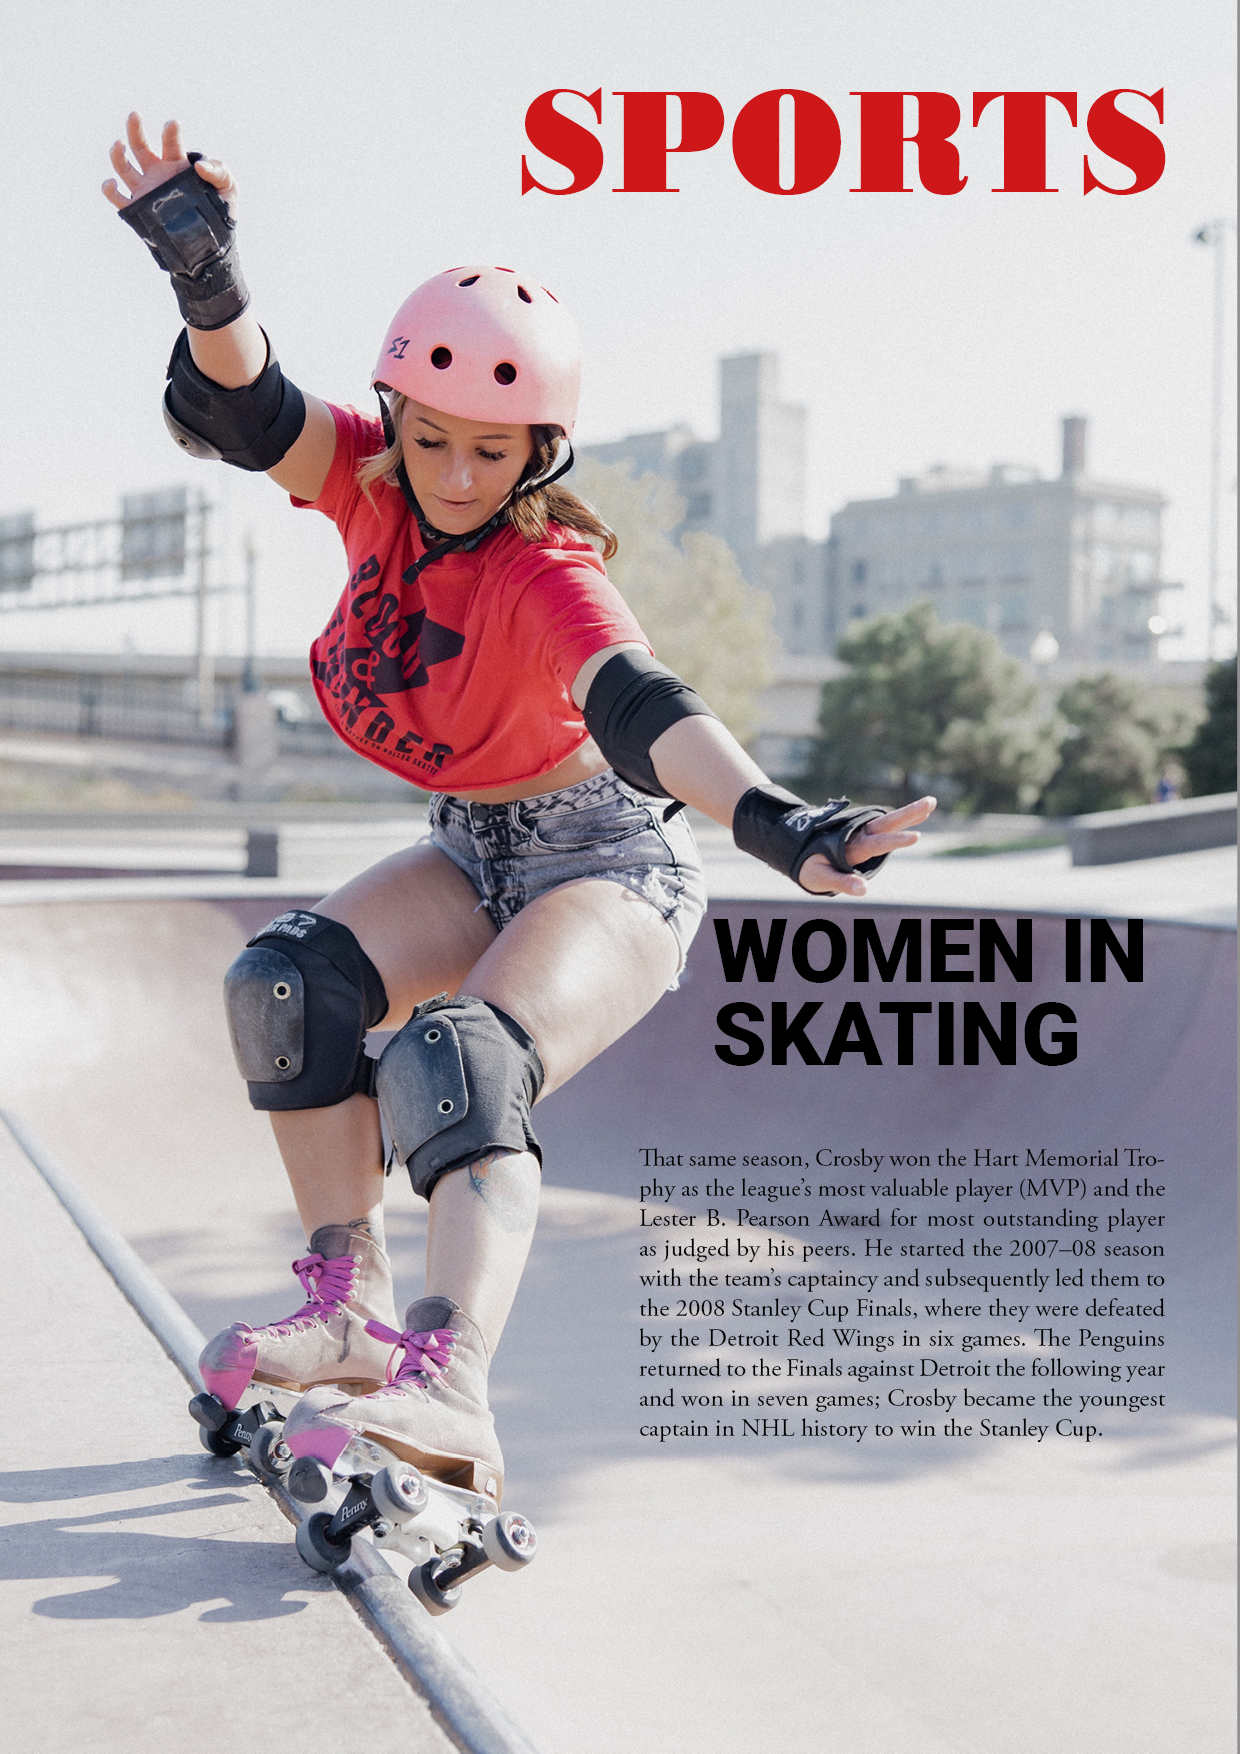 SPORTS
S1
&
WOMEN IN
SKATING
That same season, Crosby won the Hart Memorial Tro-
phy as the league's most valuable player (MVP) and the
Lester B. Pearson Award for most outstanding player
as judged by his peers. He started the 2007–08 season
with the team's captaincy and subsequently led them to
the 2008 Stanley Cup Finals, where they were defeated
by the Detroit Red Wings in six games. The Penguins
returned to the Finals against Detroit the following year
and won in seven games; Crosby became the youngest
captain in NHL history to win the Stanley Cup.
Penny
Penny